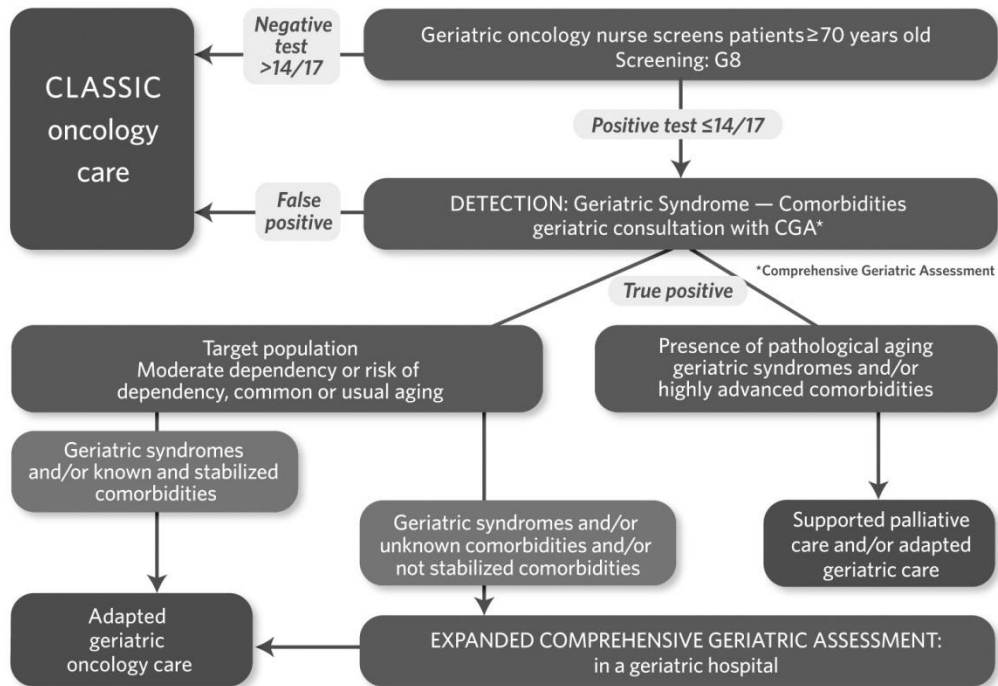 Negative
test
>14/17
Geriatric oncology nurse screens patients ≥ 70 years old
Screening: G8
CLASSIC
oncology
care
Positive test ≤14/17
False
positive
DETECTION: Geriatric Syndrome — Comorbidities
geriatric consultation with CGA*
*Comprehensive Geriatric Assessment
True positive
Target population
Moderate dependency or risk of
dependency, common or usual aging
Presence of pathological aging
geriatric syndromes and/or
highly advanced comorbidities
Geriatric syndromes
and/or known and stabilized
comorbidities
Geriatric syndromes and/or
unknown comorbidities and/or
not stabilized comorbidities
Supported palliative
care and/or adapted
geriatric care
Adapted
geriatric
oncology care
EXPANDED COMPREHENSIVE GERIATRIC ASSESSMENT:
in a geriatric hospital